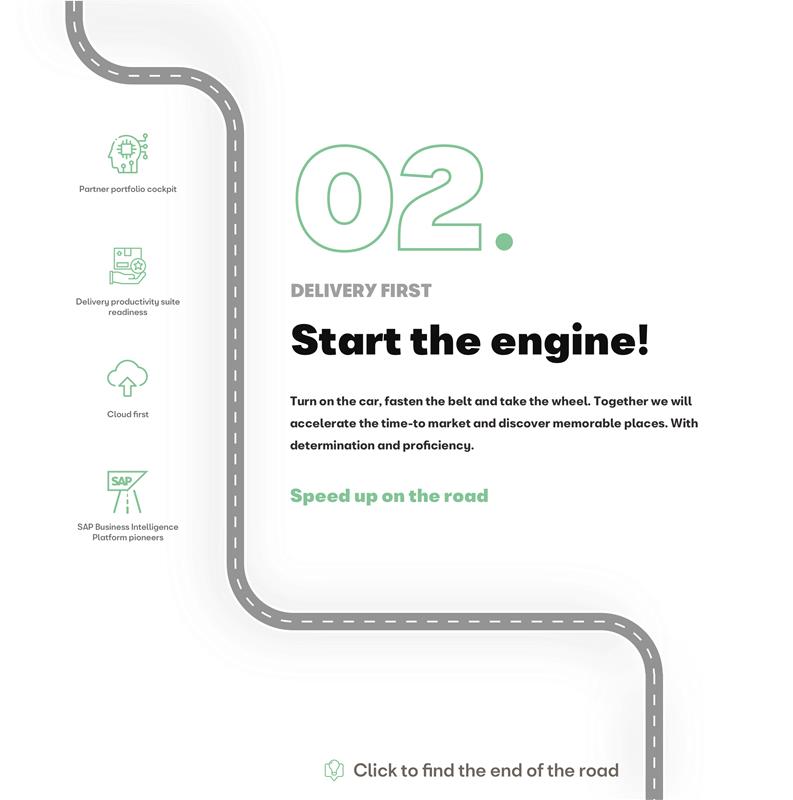 Partner portfolio cockpit
Delivery productivity suite
readiness
Cloud first
SAP
SAP Business Intelligence
Platform pioneers
02.
DELIVERY FIRST
Start the engine!
Turn on the car, fasten the belt and take the wheel. Together we will
accelerate the time-to market and discover memorable places. With
determination and proficiency.
Speed up on the road
Click to find the end of the road